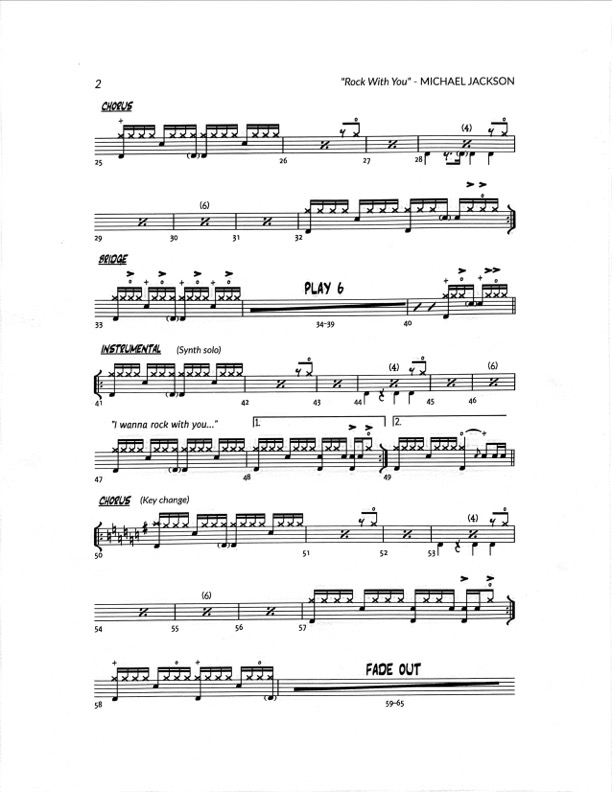 2 "Rock With You" - MICHAEL JACKSON
CHORUS
25 26 27 28 (4)
(6)
29 30 31 32
BRIDGE
PLAY 6
33 34-39 40
INSTRUMENTAL (Synth solo)
(4) (6)
41 42 43 44 45 46
"I wanna rock with you..." 1. 2.
47 48 49
CHORUS (Key change)
(4)
50 51 52 53
(6)
54 55 56 57
FADE OUT
58 59-65